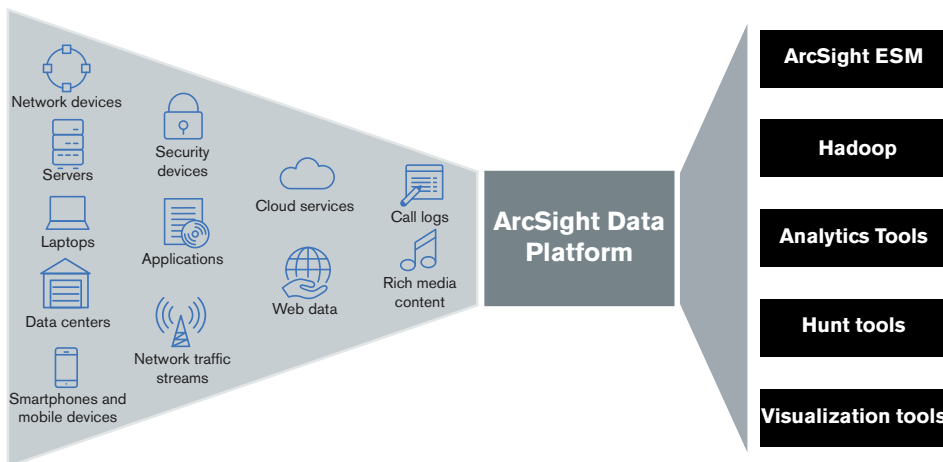 Network devices
Servers
Laptops
Data centers
Smartphones and
mobile devices
Security
devices
Applications
Network traffic
streams
Cloud services
Web data
Call logs
Rich media
content
ArcSight Data
Platform
ArcSight ESM
Hadoop
Analytics Tools
Hunt tools
Visualization tools